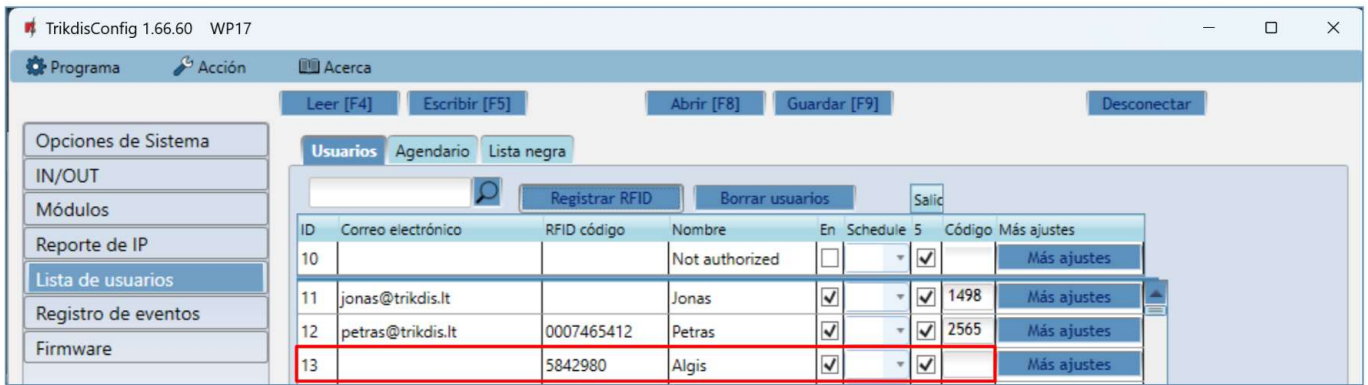 TrikdisConfig 1.66.60 WP17
Programa Acción Acerca
Leer [F4] Escribir [F5] Abrir [F8] Guardar [F9] Desconectar
Opciones de Sistema
IN/OUT
Módulos
Reporte de IP
Lista de usuarios
Registro de eventos
Firmware
Usuarios Agendario Lista negra
Registrar RFID Borrar usuarios Salic
ID Correo electrónico RFID código Nombre En Schedule 5 Código Más ajustes
10 Not authorized Más ajustes
11 jonas@trikdis.lt Jonas 1498 Más ajustes
12 petras@trikdis.lt 0007465412 Petras 2565 Más ajustes
13 5842980 Algis Más ajustes